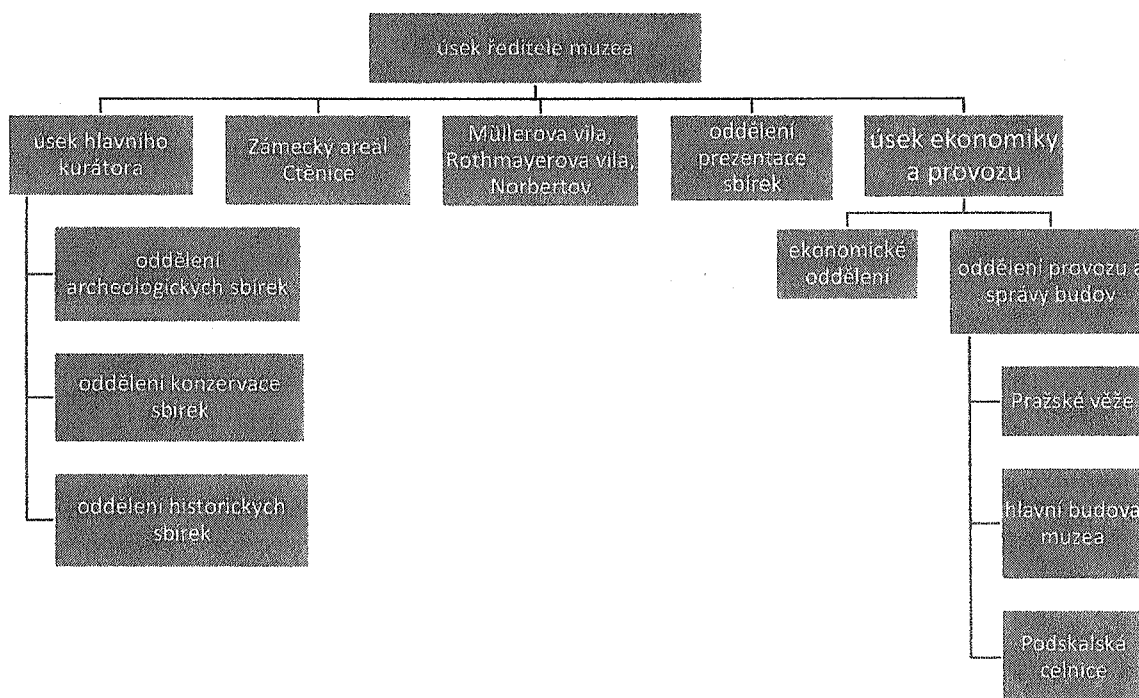 úsek ředitele muzea
úsek hlavního
kurátora
Zámecký areál
Ctěnice
Müllerova vila,
Rothmayerova vila,
Norbertov
oddělení
prezentace
sbírek
úsek ekonomiky
a provozu
oddělení
archeologických sbírek
oddělení konzervace
sbírek
oddělení historických
sbírek
ekonomické
oddělení
oddělení provozu a
správy budov
Pražské věže
hlavní budova
muzea
Podskalská
celnice